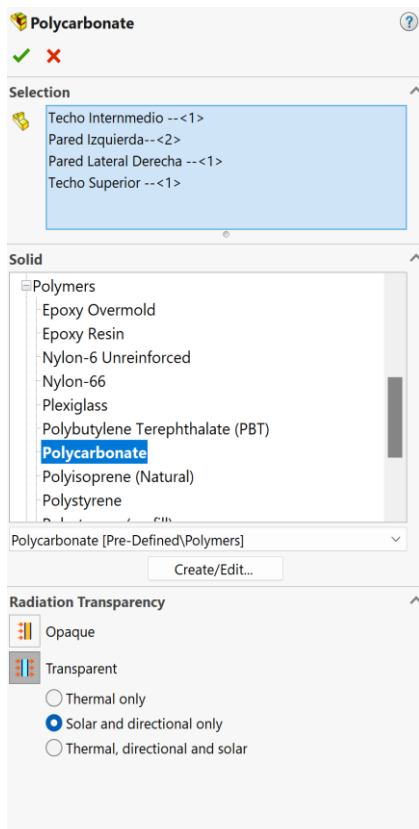 Polycarbonate
Selection
Techo Internmedio --<1>
Pared Izquierda--<2>
Pared Lateral Derecha --<1>
Techo Superior --<1>
Solid
Polymers
Epoxy Overmold
Epoxy Resin
Nylon-6 Unreinforced
Nylon-66
Plexiglass
Polybutylene Terephthalate (PBT)
Polycarbonate
Polyisoprene (Natural)
Polystyrene
Polycarbonate [Pre-Defined\Polymers]
Create/Edit...
Radiation Transparency
Opaque
Transparent
Thermal only
Solar and directional only
Thermal, directional and solar